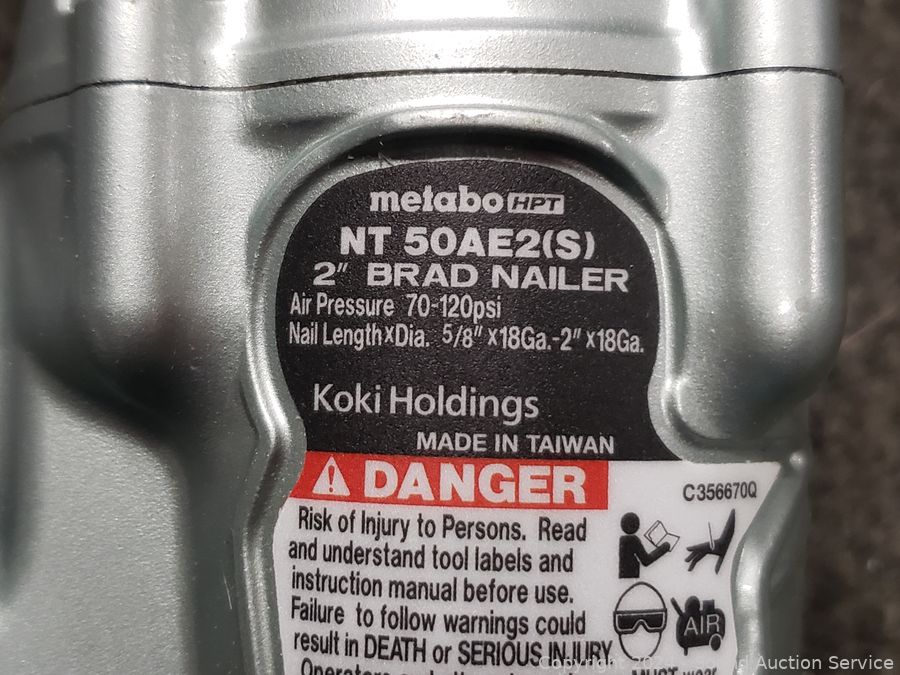 metabo HPT
NT 50AE2(S)
2" BRAD NAILER
Air Pressure 70-120psi
Nail Length×Dia. 5/8" ×18Ga.-2" ×18Ga.
Koki Holdings
MADE IN TAIWAN
DANGER
C356670Q
Risk of Injury to Persons. Read
and understand tool labels and
instruction manual before use.
Failure to follow warnings could
result in DEATH or SERIOUS INJURY
AIR
Copyright
Auction Service